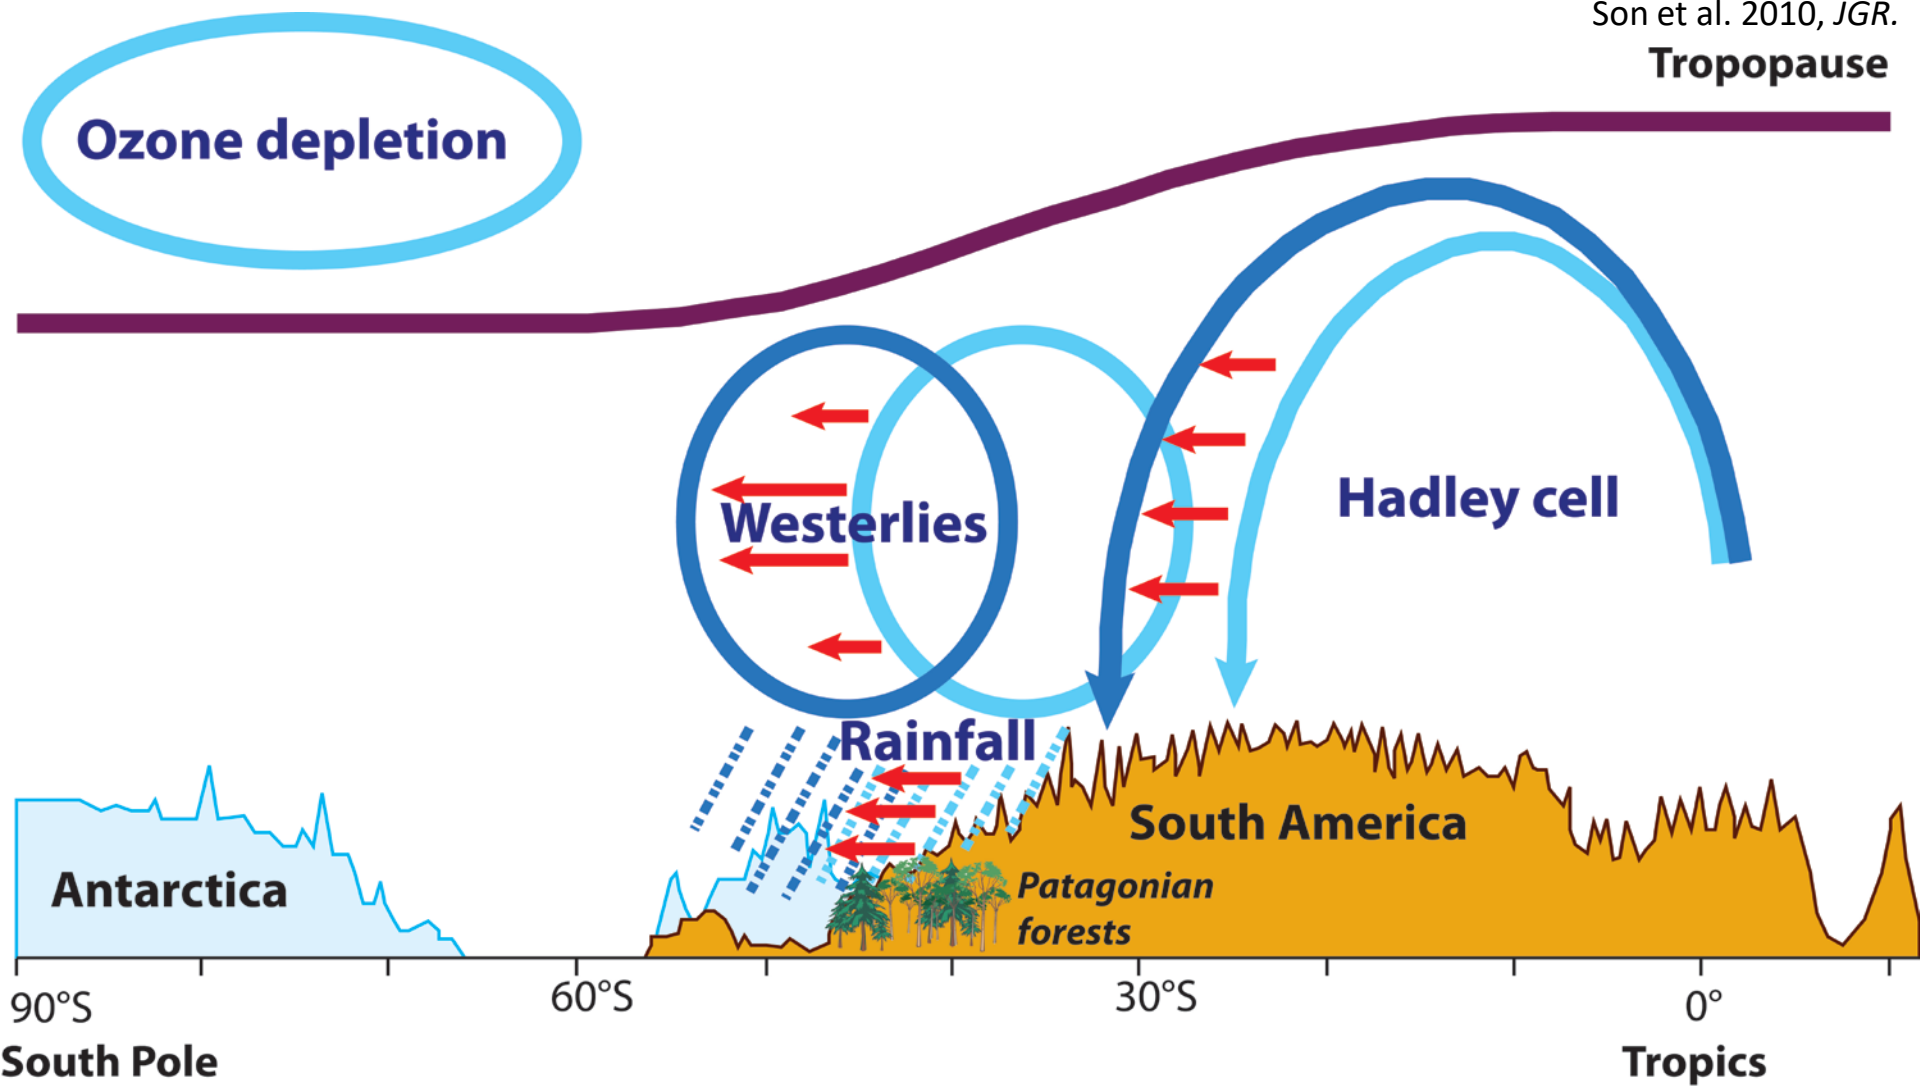 Son et al. 2010, JGR.
Tropopause
Ozone depletion
Westerlies
Hadley cell
Rainfall
South America
Antarctica
Patagonian
forests
90°S
60°S
30°S
0°
South Pole
Tropics